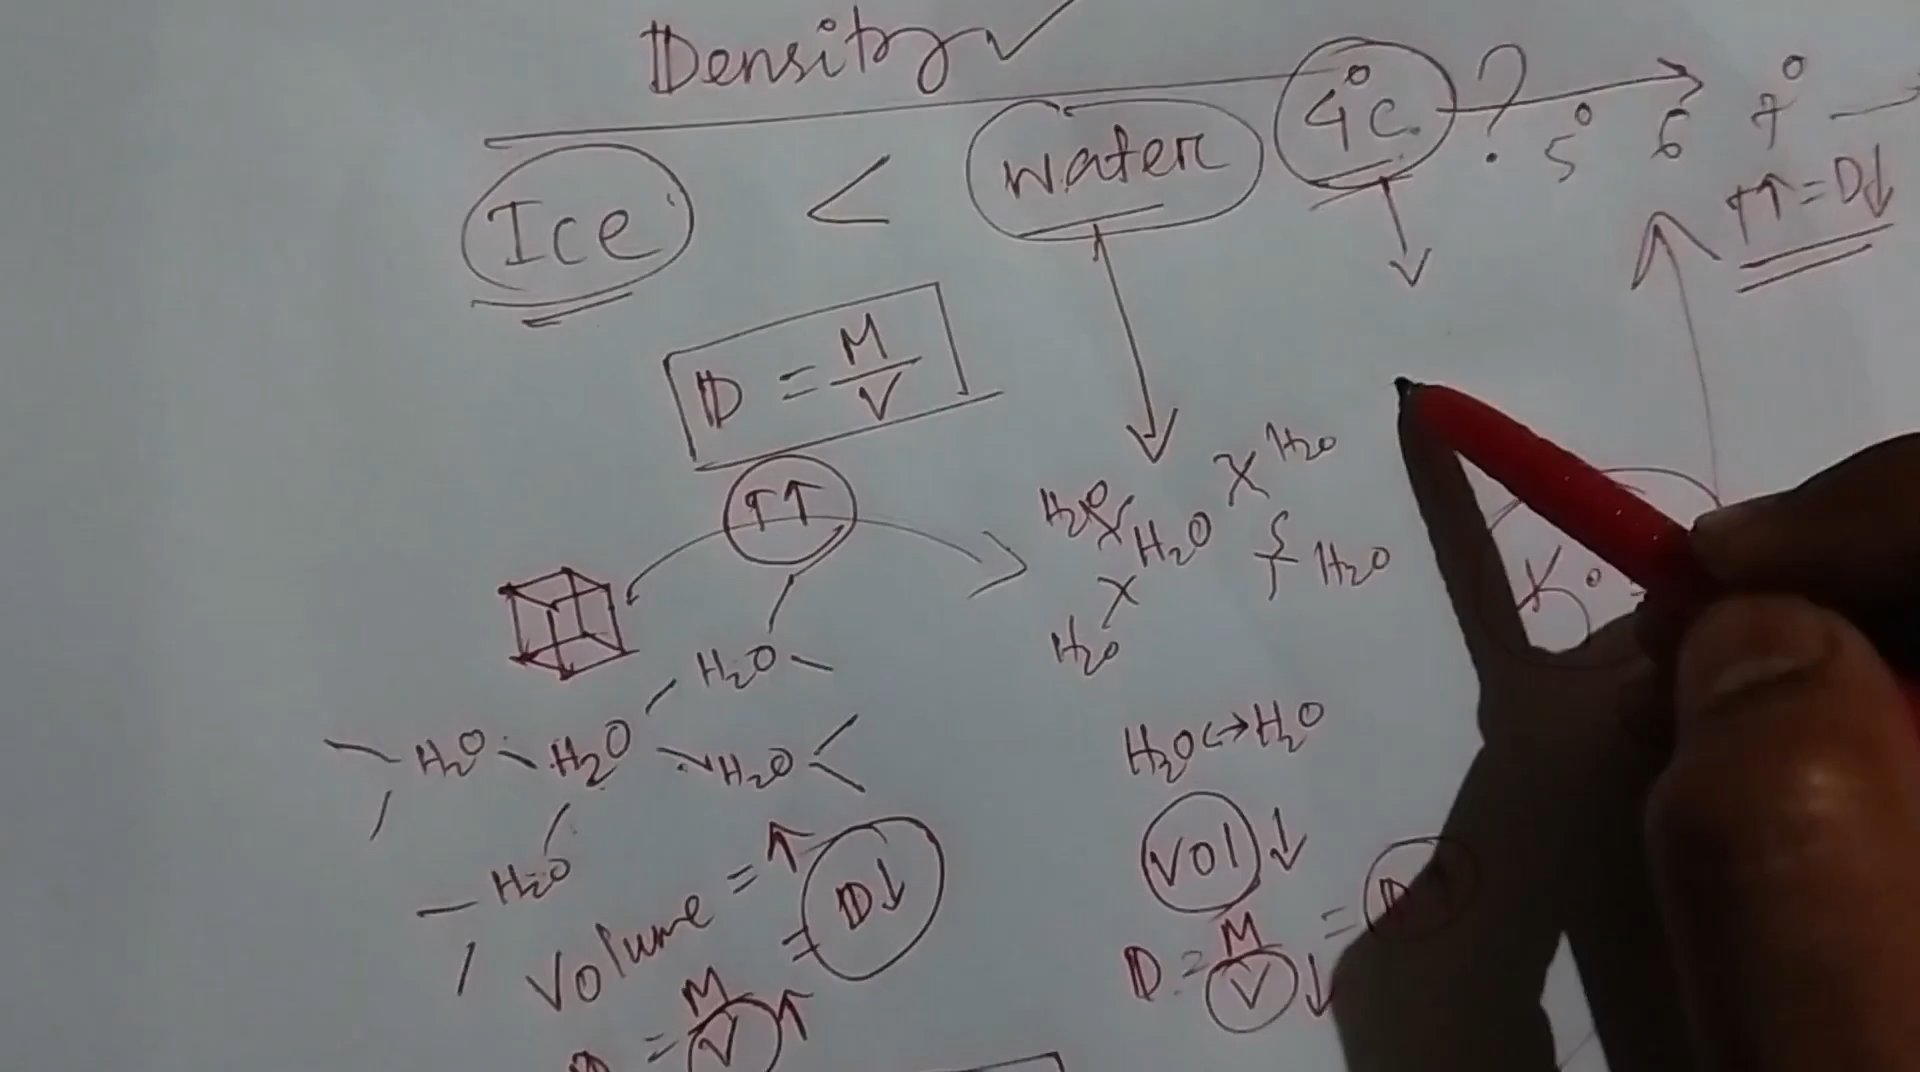 Density
Ice < water 4°c ? 5° 6 7°
↑↑ = D↓
D = M/V
↑↑
H2O H2O H2O H2O H2O
H2O
H2O H2O H2O
H2O H2O
H2O
H2O ↔ H2O
Volume = ↑ = D↓
Vol ↓
D = M/V ↓ = D↑
= M/V ↑